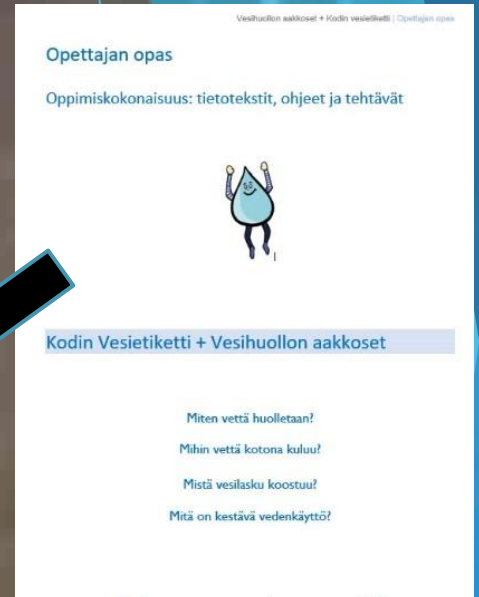 Vesihuollon aakkoset + Kodin vesietiketti | Opettajan opas
Opettajan opas
Oppimiskokonaisuus: tietotekstit, ohjeet ja tehtävät
Kodin Vesietiketti + Vesihuollon aakkoset
Miten vettä huolletaan?
Mihin vettä kotona kuluu?
Mistä vesilasku koostuu?
Mitä on kestävä vedenkäyttö?